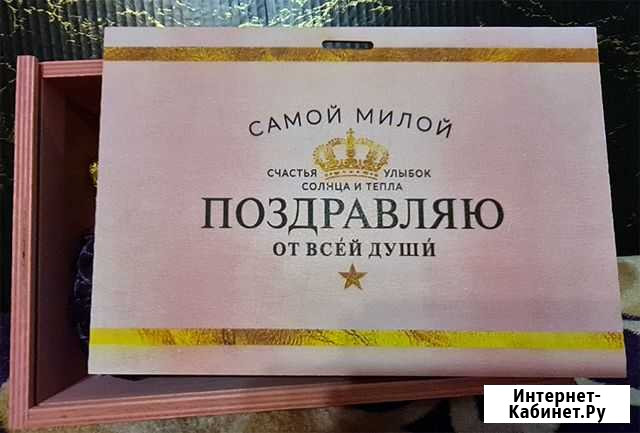 САМОЙ МИЛОЙ
СЧАСТЬЯ УЛЫБОК
СОЛНЦА И ТЕПЛА
ПОЗДРАВЛЯЮ
ОТ ВСЕ́Й ДУШИ́
Интернет-
Кабинет.Ру